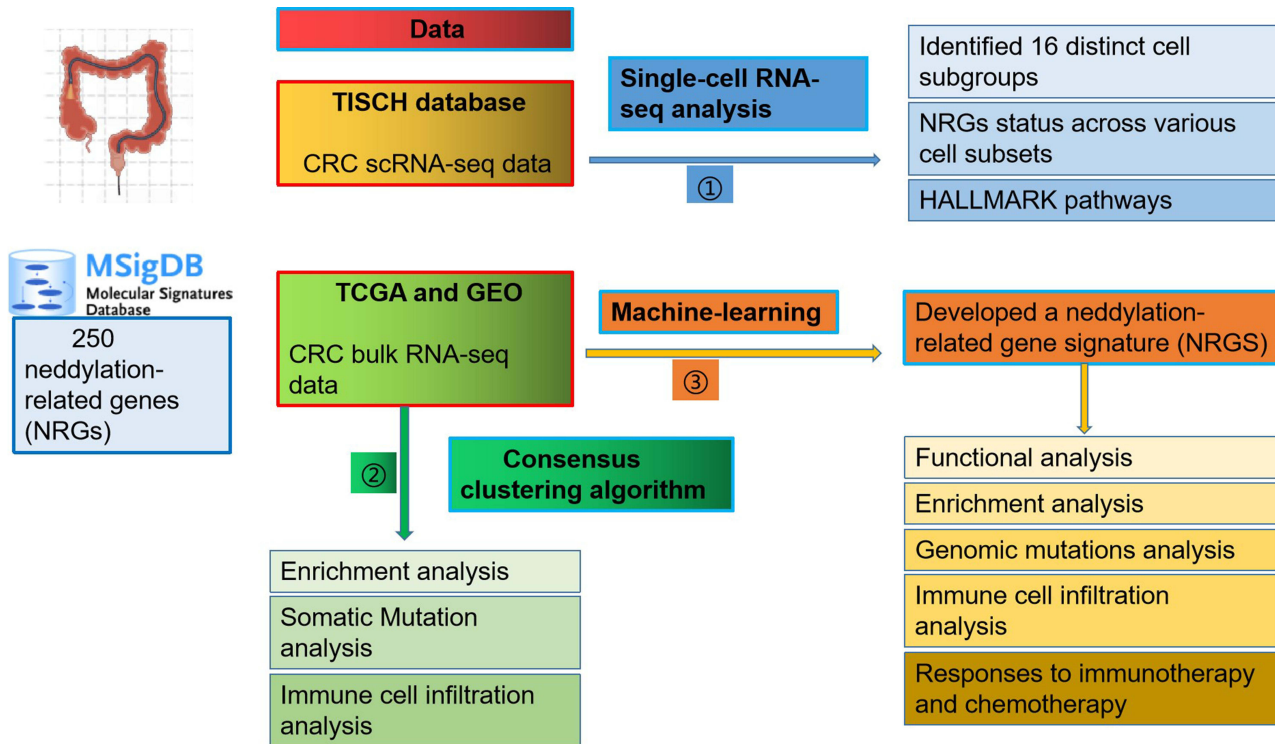 Data
TISCH database
CRC scRNA-seq data
Single-cell RNA-
seq analysis
①
Identified 16 distinct cell
subgroups
NRGs status across various
cell subsets
HALLMARK pathways
MSigDB
Molecular Signatures
Database
250
neddylation-
related genes
(NRGs)
TCGA and GEO
CRC bulk RNA-seq
data
Machine-learning
③
Developed a neddylation-
related gene signature (NRGS)
②
Consensus
clustering algorithm
Enrichment analysis
Somatic Mutation
analysis
Immune cell infiltration
analysis
Functional analysis
Enrichment analysis
Genomic mutations analysis
Immune cell infiltration
analysis
Responses to immunotherapy
and chemotherapy